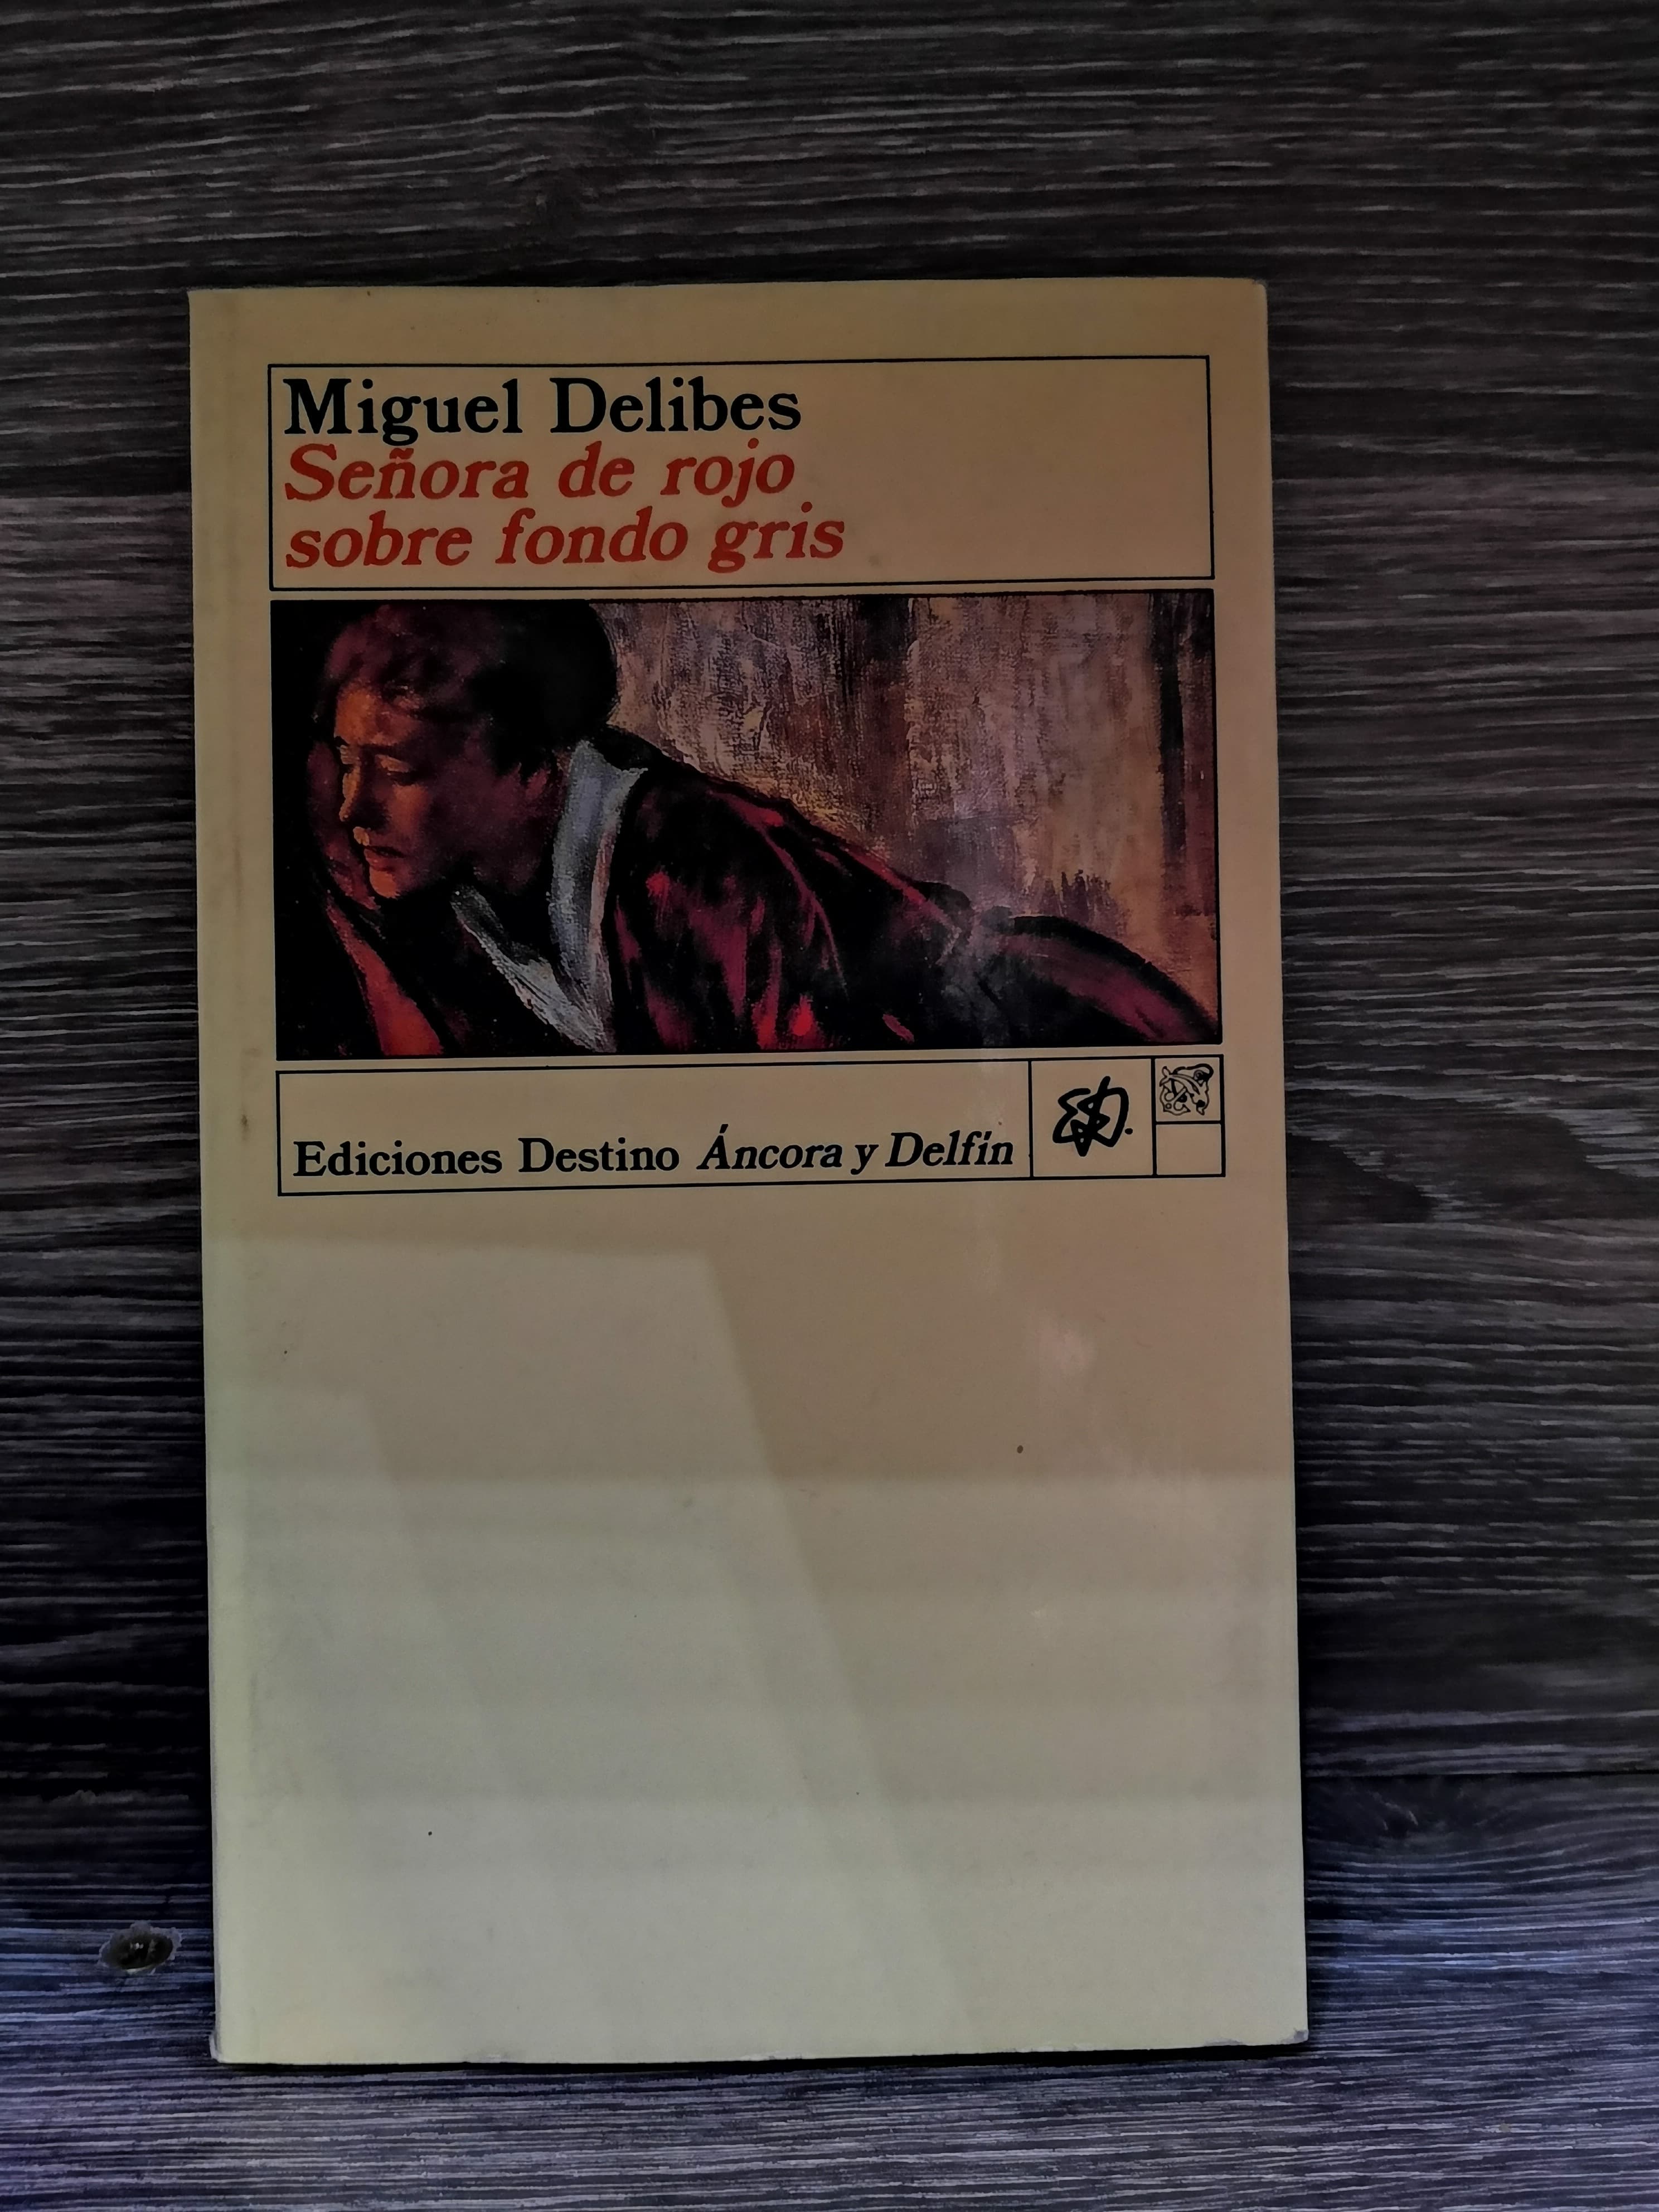 Miguel Delibes
Señora de rojo
sobre fondo gris
Ediciones Destino Áncora y Delfín